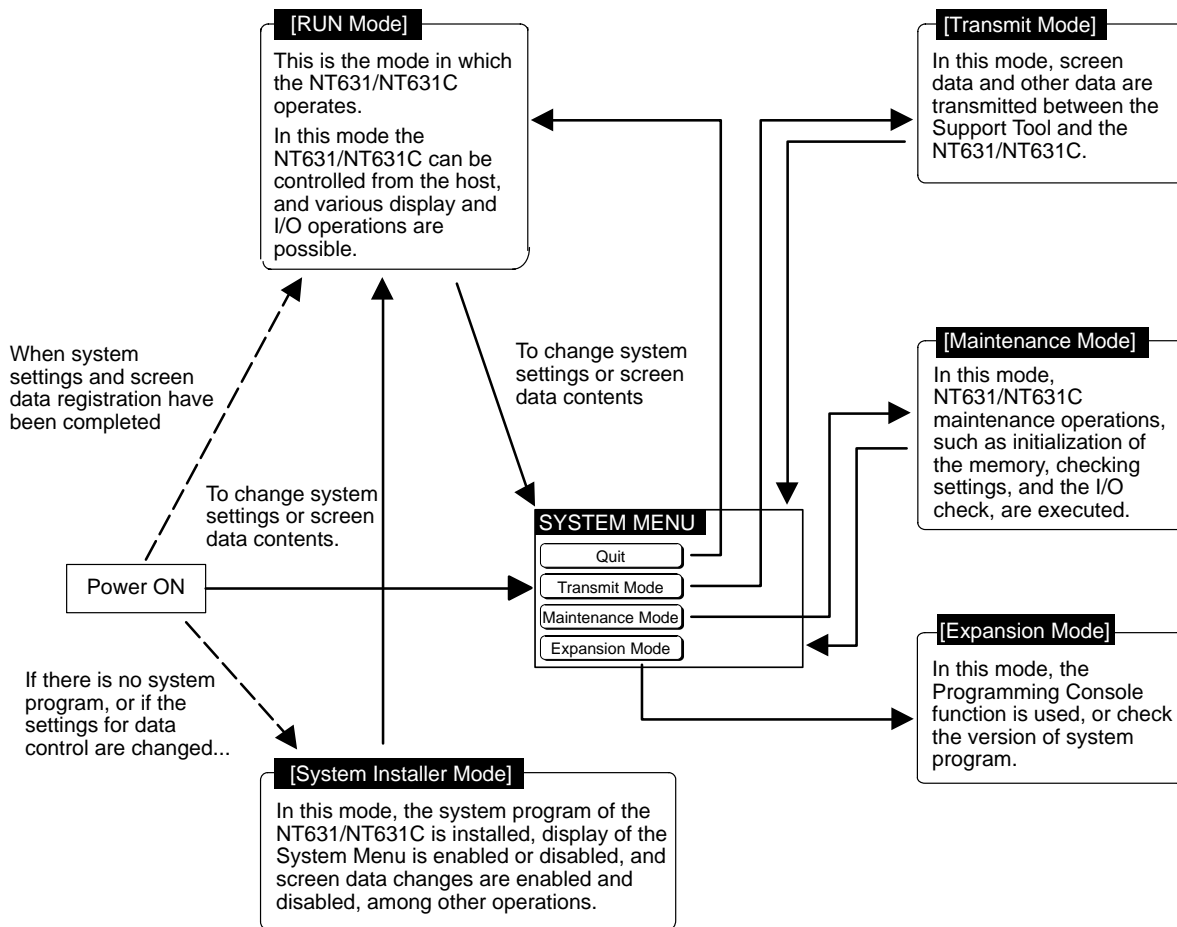 [RUN Mode]
This is the mode in which
the NT631/NT631C
operates.
In this mode the
NT631/NT631C can be
controlled from the host,
and various display and
I/O operations are
possible.
[Transmit Mode]
In this mode, screen
data and other data are
transmitted between the
Support Tool and the
NT631/NT631C.
When system
settings and screen
data registration have
been completed
To change system
settings or screen
data contents
[Maintenance Mode]
In this mode,
NT631/NT631C
maintenance operations,
such as initialization of
the memory, checking
settings, and the I/O
check, are executed.
To change system
settings or screen
data contents.
SYSTEM MENU
Quit
Transmit Mode
Maintenance Mode
Expansion Mode
Power ON
[Expansion Mode]
In this mode, the
Programming Console
function is used, or check
the version of system
program.
If there is no system
program, or if the
settings for data
control are changed...
[System Installer Mode]
In this mode, the system program of the
NT631/NT631C is installed, display of the
System Menu is enabled or disabled, and
screen data changes are enabled and
disabled, among other operations.